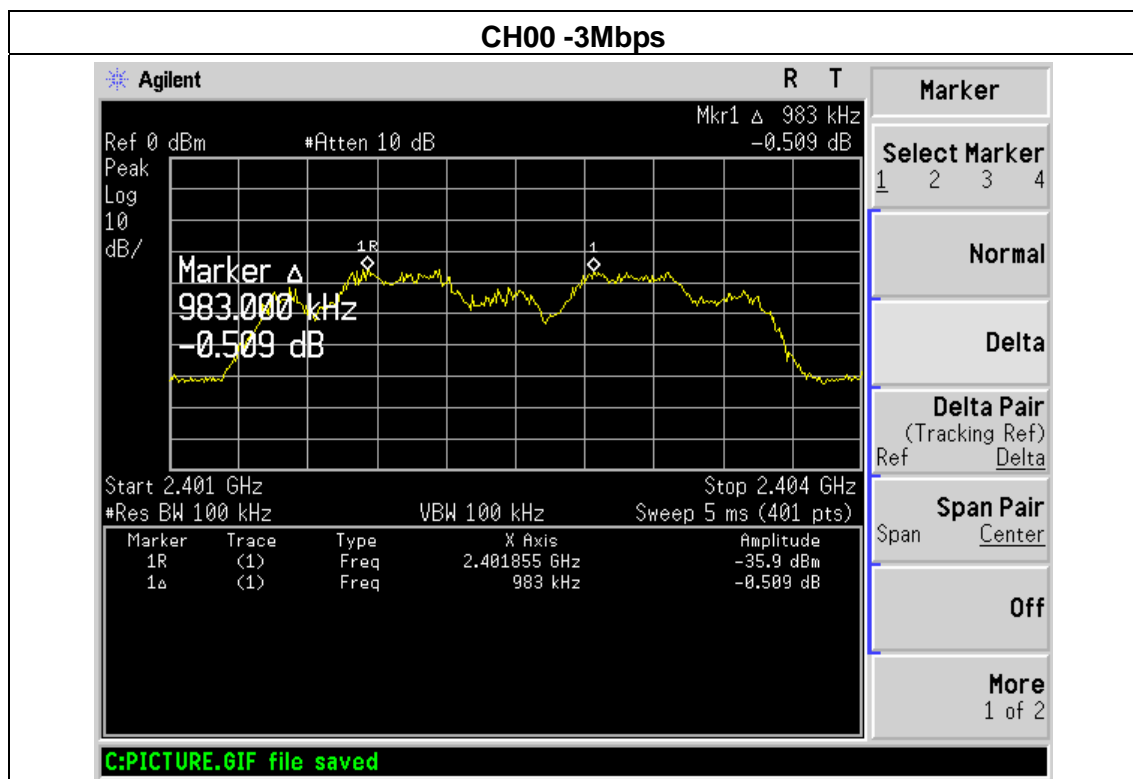 CH00 -3Mbps
Agilent R T
Mkr1 Δ 983 kHz
Ref 0 dBm #Atten 10 dB -0.509 dB
Peak
Log
10
dB/
1R 1
Marker Δ
983.000 kHz
-0.509 dB
Start 2.401 GHz Stop 2.404 GHz
#Res BW 100 kHz VBW 100 kHz Sweep 5 ms (401 pts)
Marker Trace Type X Axis Amplitude
1R (1) Freq 2.401855 GHz -35.9 dBm
1Δ (1) Freq 983 kHz -0.509 dB
C:PICTURE.GIF file saved
Marker
Select Marker
1 2 3 4
Normal
Delta
Delta Pair
(Tracking Ref)
Ref Delta
Span Pair
Span Center
Off
More
1 of 2